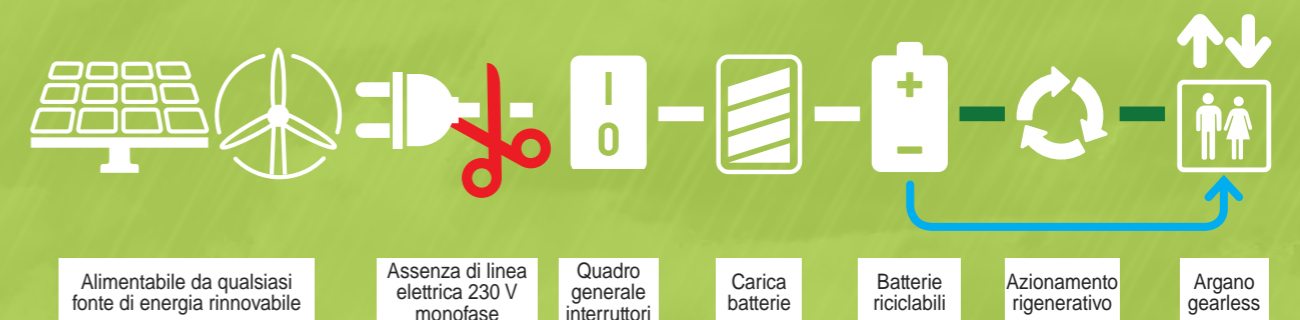 I
0
+
−
Alimentabile da qualsiasi
fonte di energia rinnovabile
Assenza di linea
elettrica 230 V
monofase
Quadro
generale
interruttori
Carica
batterie
Batterie
riciclabili
Azionamento
rigenerativo
Argano
gearless